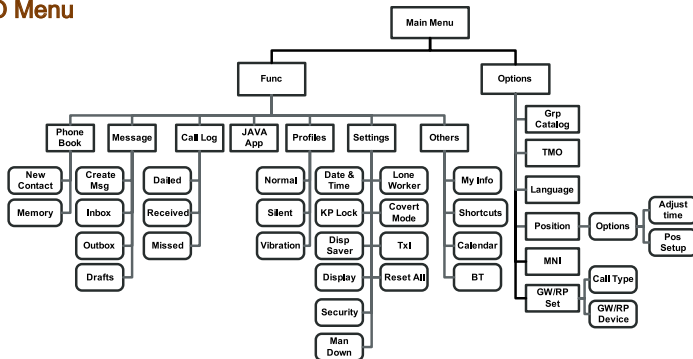 Menu
Main Menu
Func
Options
Phone
Book
Message
Call Log
JAVA
App
Profiles
Settings
Others
Grp
Catalog
TMO
Language
Position
MNI
GW/RP
Set
New
Contact
Memory
Create
Msg
Inbox
Outbox
Drafts
Dailed
Received
Missed
Normal
Silent
Vibration
Date &
Time
KP Lock
Disp
Saver
Display
Security
Man
Down
Lone
Worker
Covert
Mode
TxI
Reset All
My Info
Shortcuts
Calendar
BT
Options
Adjust
time
Pos
Setup
Call Type
GW/RP
Device